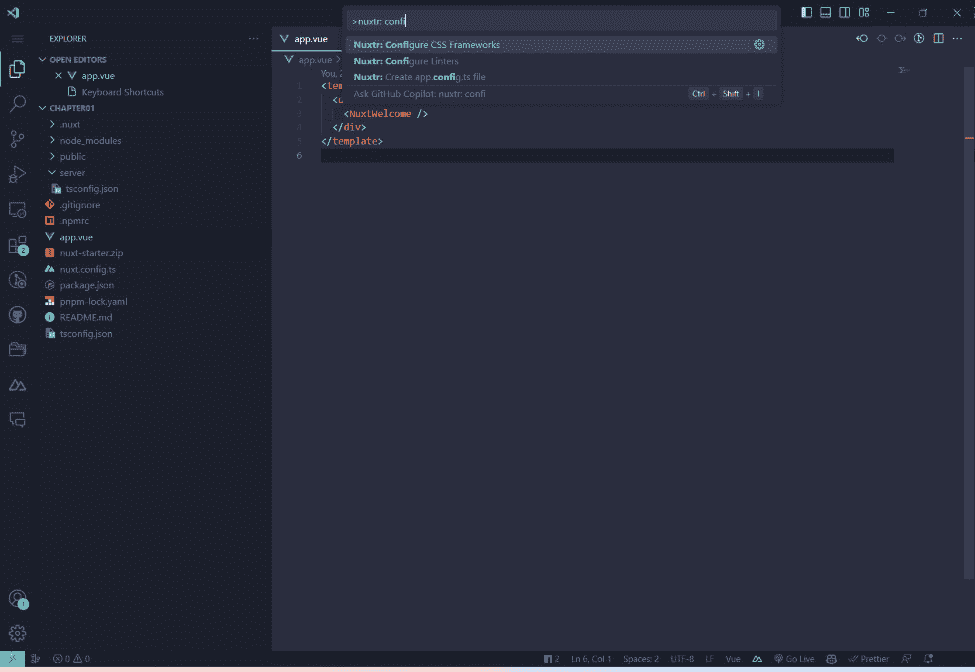 >nuxtr: confi
Nuxtr: Configure CSS Frameworks
Nuxtr: Configure Linters
Nuxtr: Create app.config.ts file
Ask GitHub Copilot: nuxtr: confi
Ctrl + Shift + I
EXPLORER
OPEN EDITORS
app.vue
Keyboard Shortcuts
CHAPTER01
.nuxt
node_modules
public
server
tsconfig.json
.gitignore
.npmrc
app.vue
nuxt-starter.zip
nuxt.config.ts
package.json
pnpm-lock.yaml
README.md
tsconfig.json
2
1
app.vue
app.vue >
You, 2
1 <tem
2 <d
3 <NuxtWelcome />
4 </div>
5 </template>
6
0 0
2
Ln 6, Col 1
Spaces: 2
UTF-8
LF
Vue
Go Live
Prettier